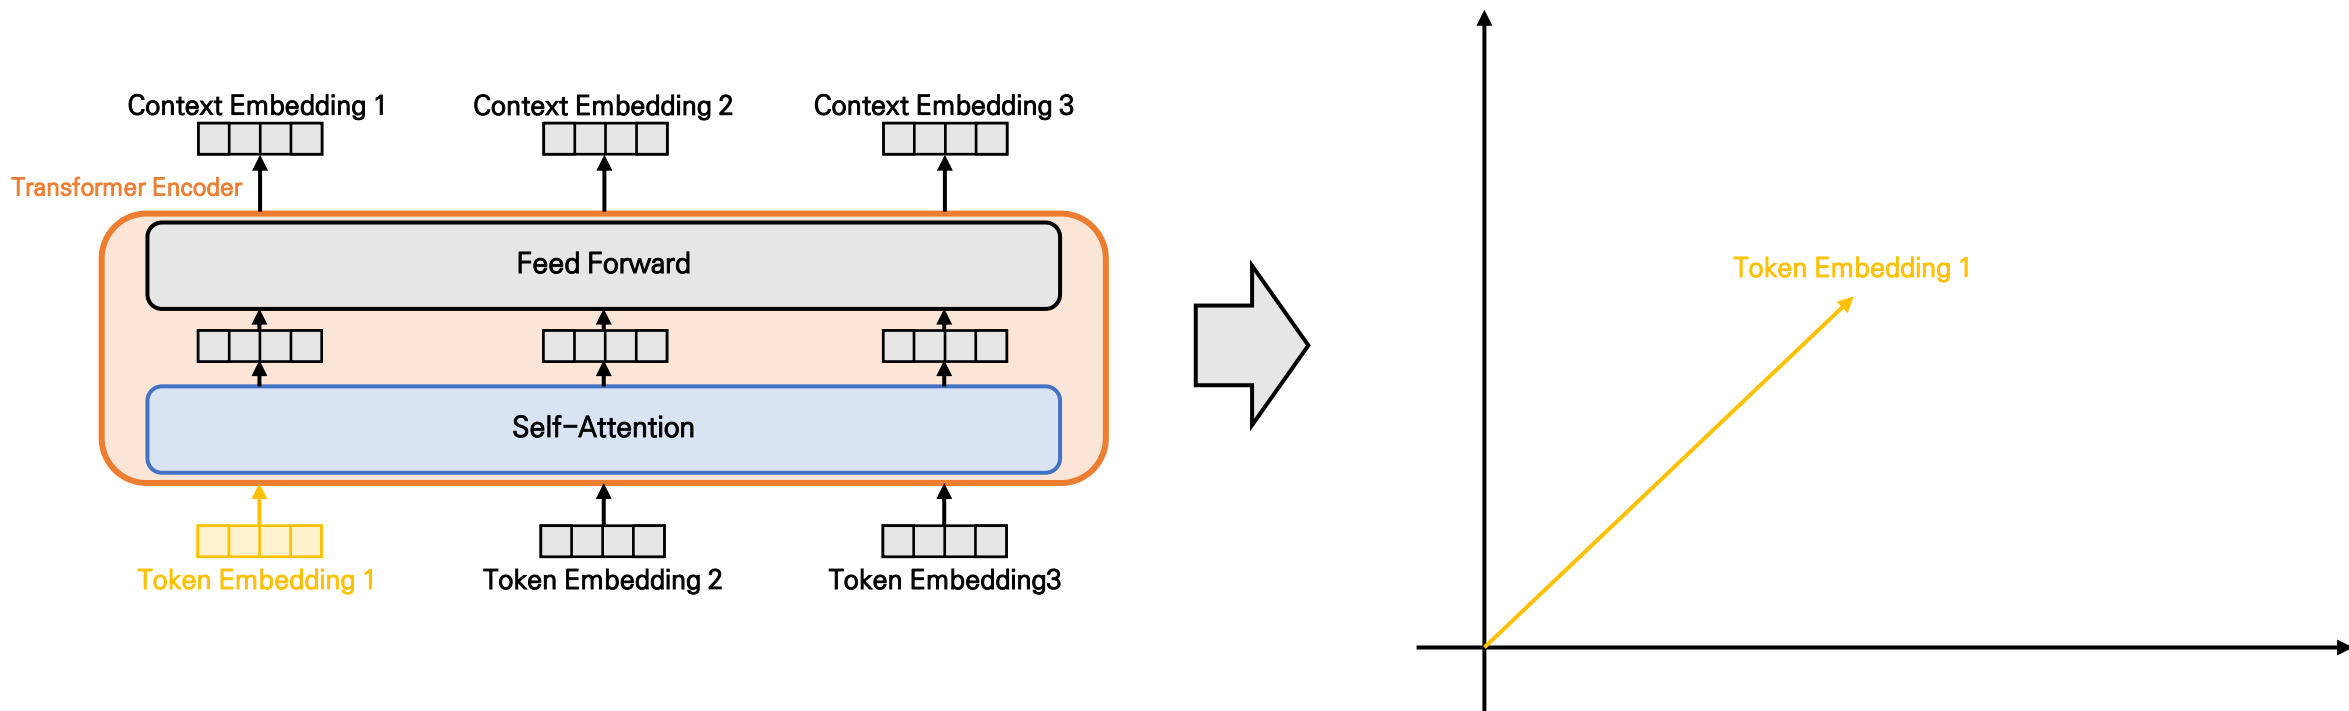 Context Embedding 1
Context Embedding 2
Context Embedding 3
Transformer Encoder
Feed Forward
Self-Attention
Token Embedding 1
Token Embedding 2
Token Embedding3
Token Embedding 1